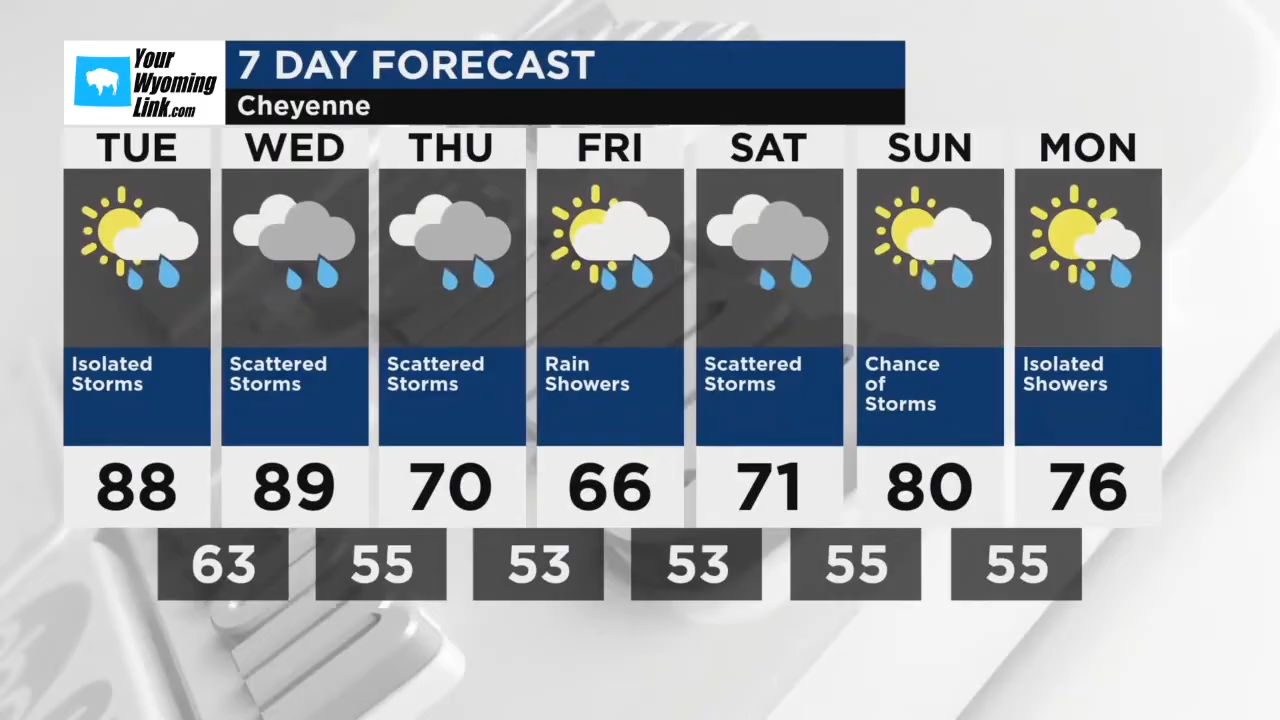 Your
Wyoming
Link.com
7 DAY FORECAST
Cheyenne
TUE WED THU FRI SAT SUN MON
Isolated
Storms
Scattered
Storms
Scattered
Storms
Rain
Showers
Scattered
Storms
Chance
of
Storms
Isolated
Showers
88 89 70 66 71 80 76
63 55 53 53 55 55